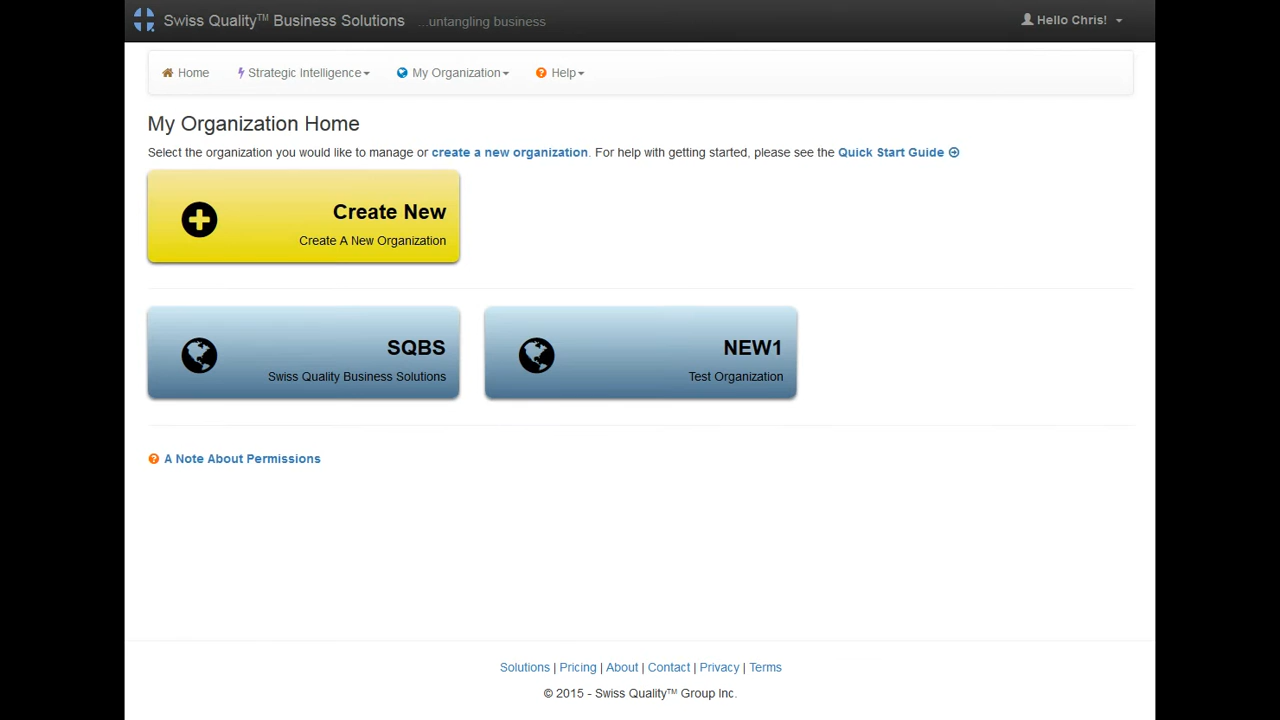 Swiss Quality™ Business Solutions ...untangling business Hello Chris!
Home Strategic Intelligence My Organization Help
My Organization Home
Select the organization you would like to manage or create a new organization. For help with getting started, please see the Quick Start Guide
Create New
Create A New Organization
SQBS
Swiss Quality Business Solutions
NEW1
Test Organization
A Note About Permissions
Solutions | Pricing | About | Contact | Privacy | Terms
© 2015 - Swiss Quality™ Group Inc.